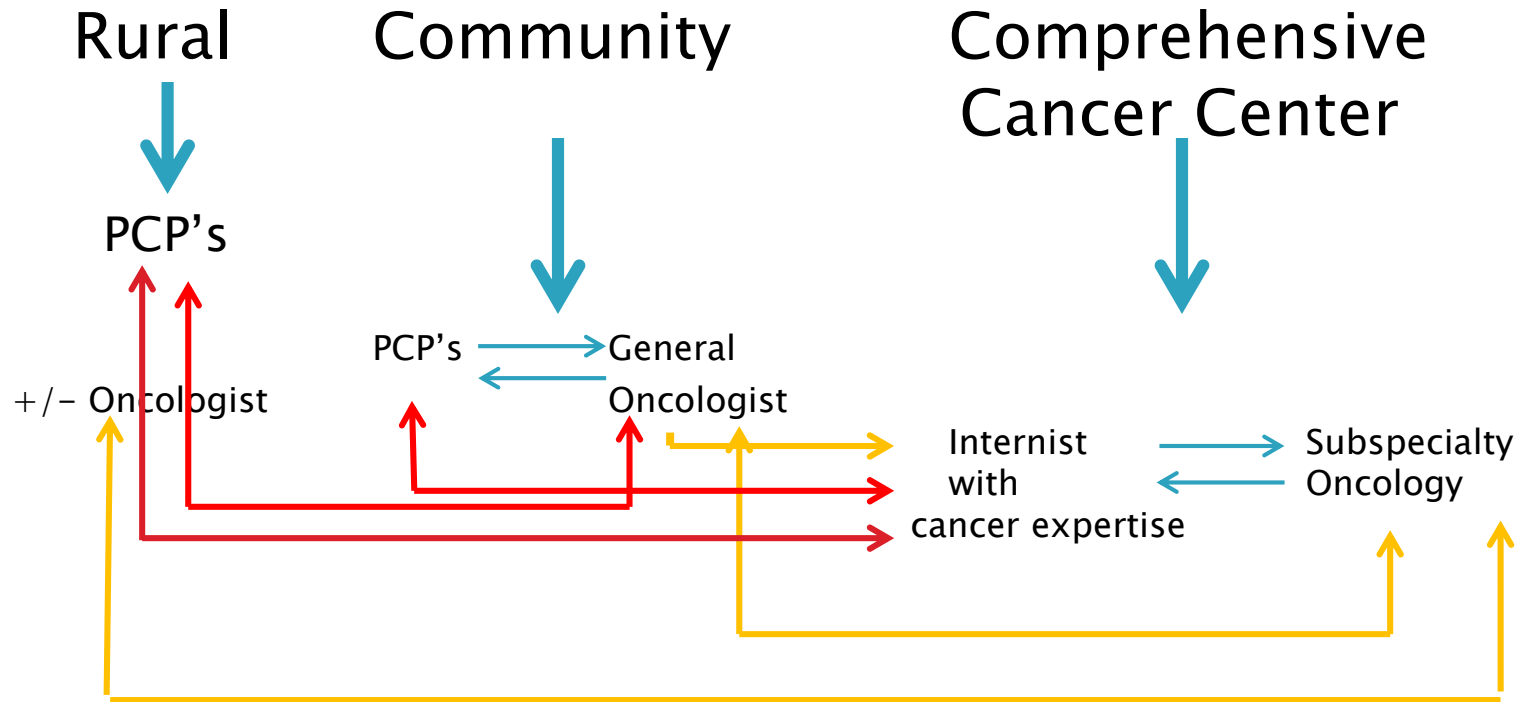 Rural
Community
Comprehensive
Cancer Center
PCP’s
PCP’s
General
Oncologist
+/- Oncologist
Internist
with
cancer expertise
Subspecialty
Oncology